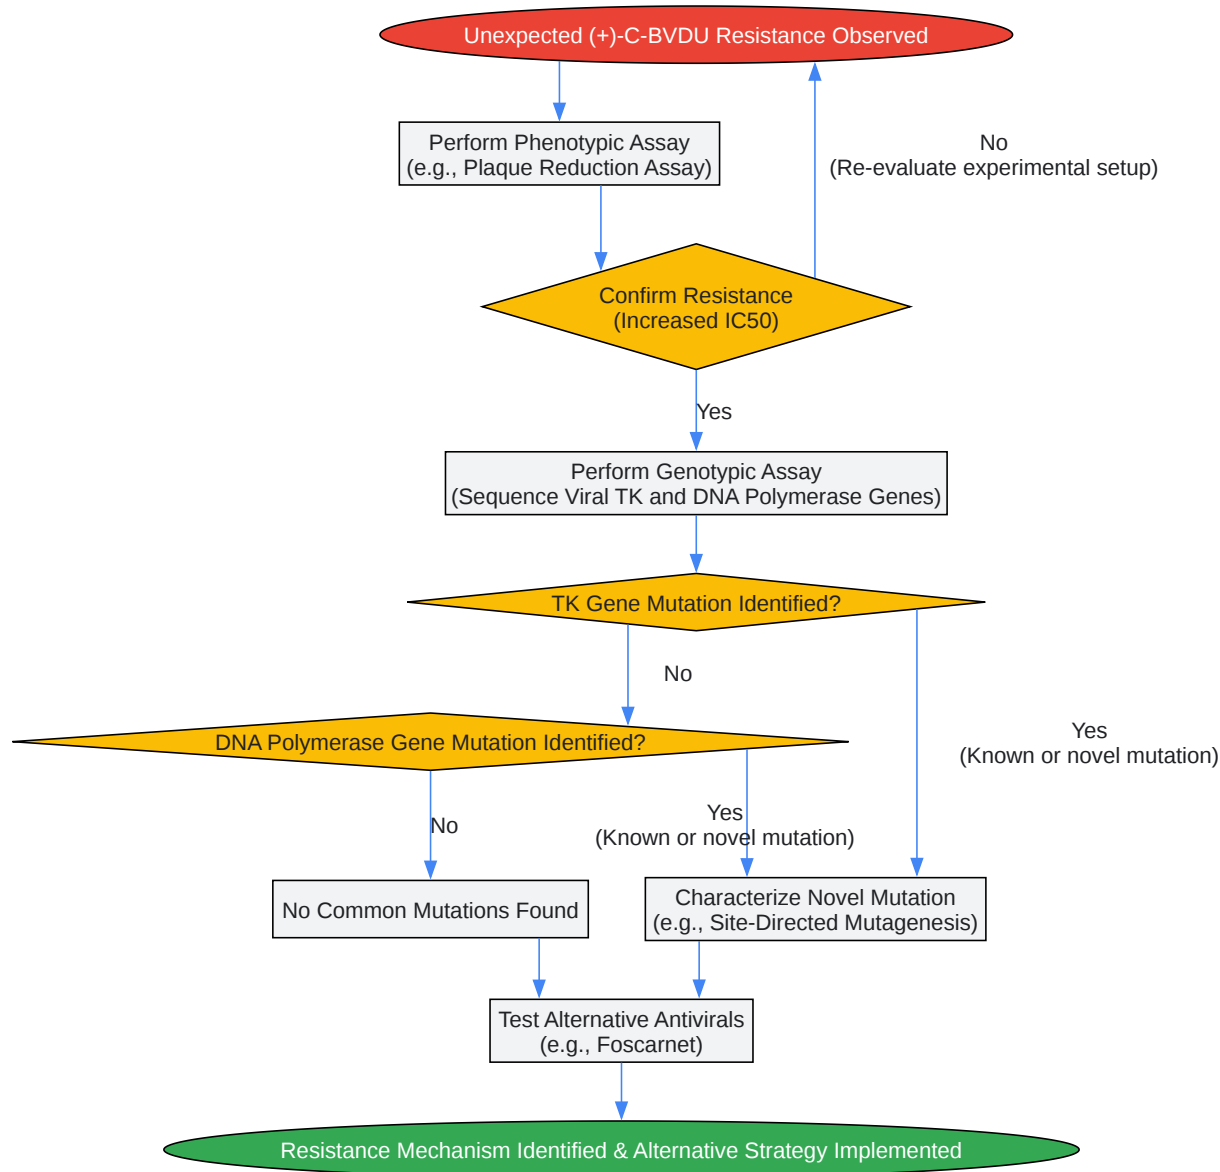 Unexpected (+)-C-BVDU Resistance Observed
Perform Phenotypic Assay
(e.g., Plaque Reduction Assay)
No
(Re-evaluate experimental setup)
Confirm Resistance
(Increased IC50)
Yes
Perform Genotypic Assay
(Sequence Viral TK and DNA Polymerase Genes)
TK Gene Mutation Identified?
No
DNA Polymerase Gene Mutation Identified?
Yes
(Known or novel mutation)
No
Yes
(Known or novel mutation)
No Common Mutations Found
Characterize Novel Mutation
(e.g., Site-Directed Mutagenesis)
Test Alternative Antivirals
(e.g., Foscarnet)
Resistance Mechanism Identified & Alternative Strategy Implemented